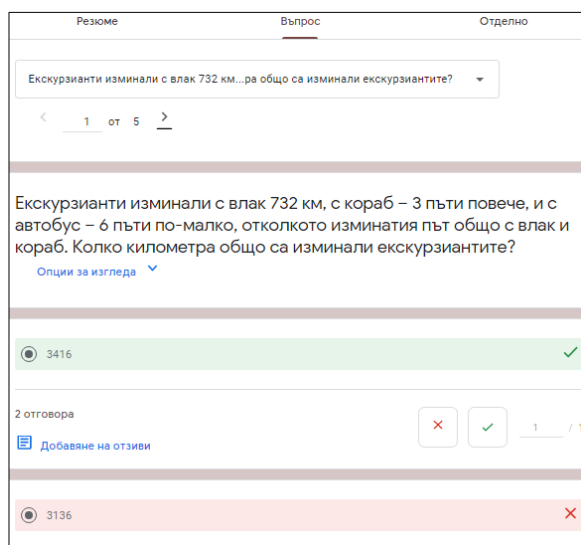 Резюме Въпрос Отделно
Екскурзианти изминали с влак 732 км...ра общо са изминали екскурзиантите?
1 от 5
Екскурзианти изминали с влак 732 км, с кораб – 3 пъти повече, и с
автобус – 6 пъти по-малко, отколкото изминатия път общо с влак и
кораб. Колко километра общо са изминали екскурзиантите?
Опции за изгледа
3416
2 отговора
1 /
Добавяне на отзиви
3136